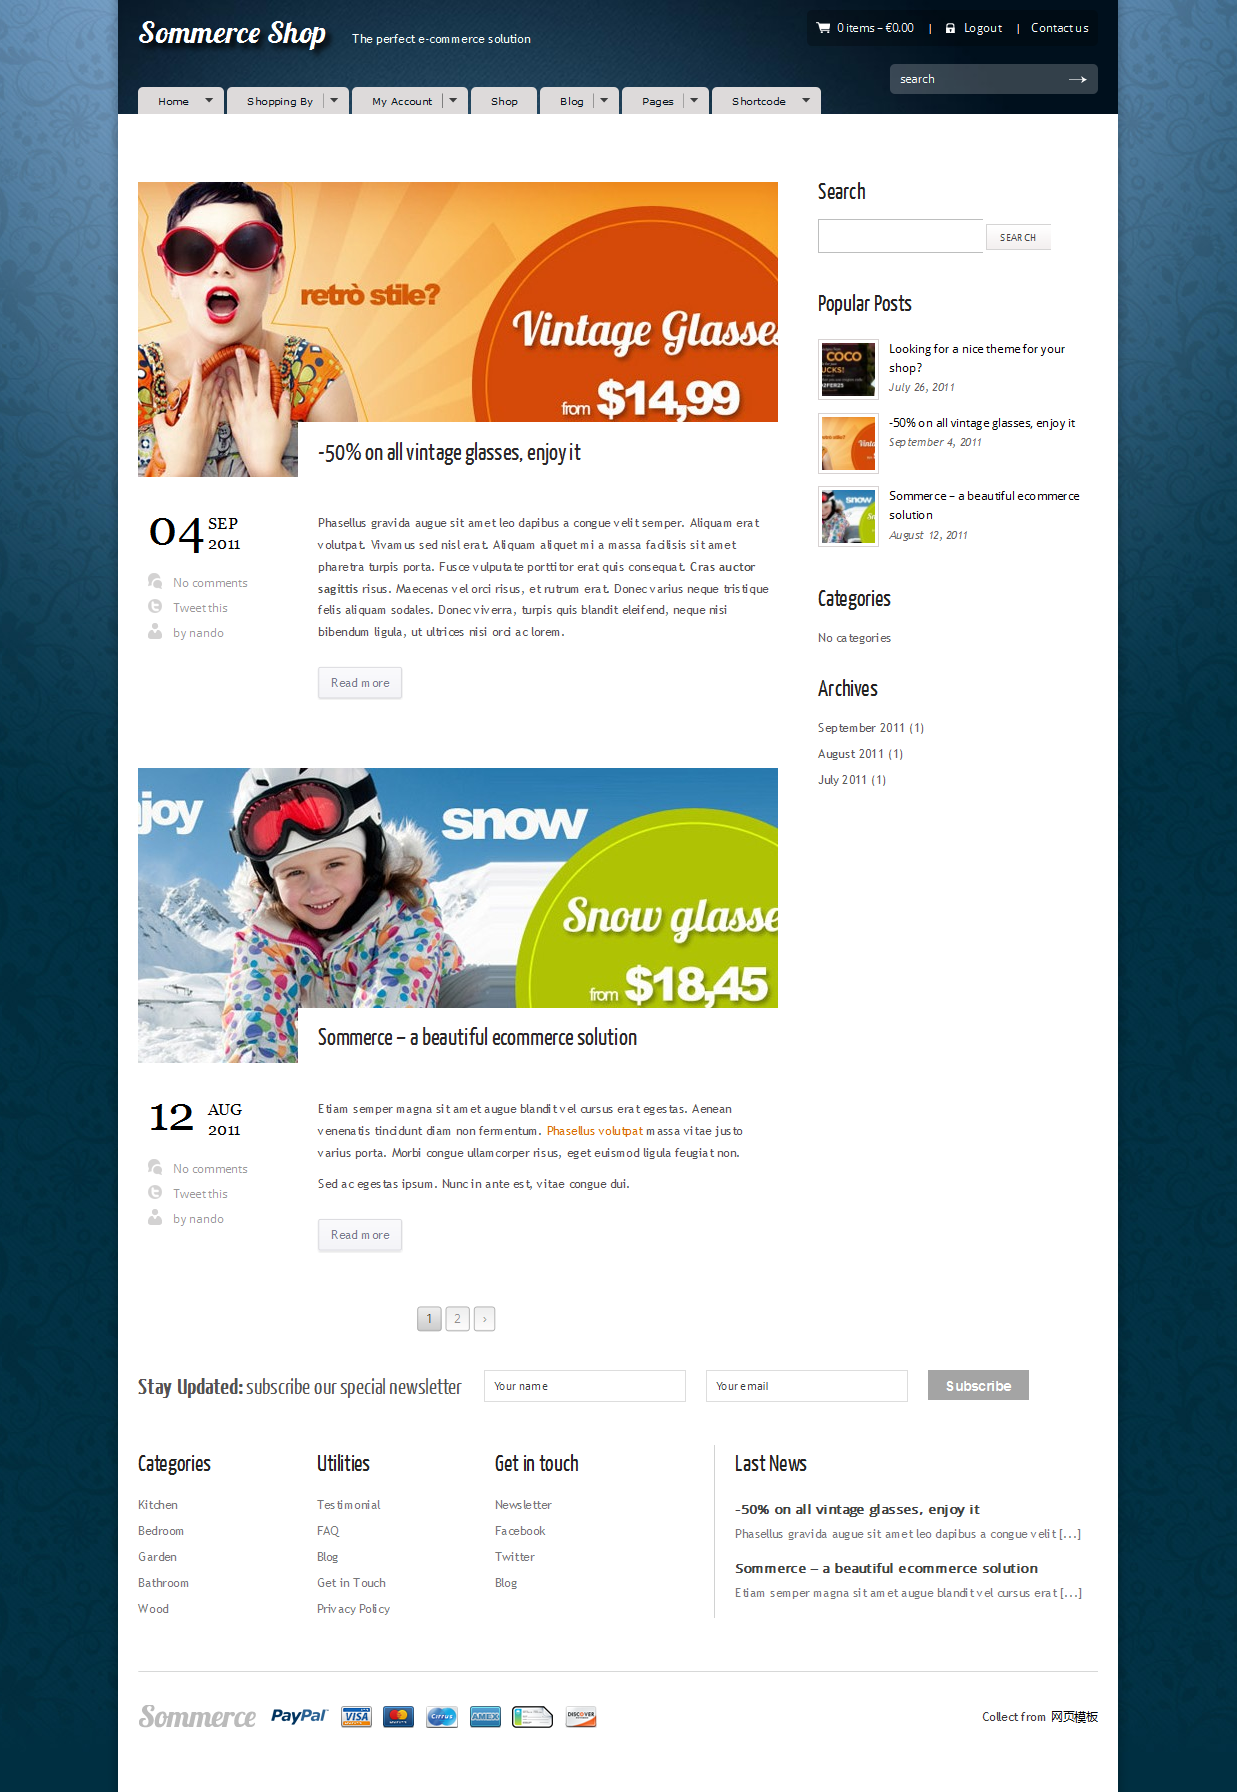 Sommerce Shop
The perfect e-commerce solution
0 items – €0.00 | Logout | Contact us
search
Home
Shopping By
My Account
Shop
Blog
Pages
Shortcode
retrò stile?
Vintage Glasse
from $14,99
-50% on all vintage glasses, enjoy it
04 SEP
2011
No comments
Tweet this
by nando
Phasellus gravida augue sit amet leo dapibus a congue velit semper. Aliquam erat
volutpat. Vivamus sed nisl erat. Aliquam aliquet mi a massa facilisis sit amet
pharetra turpis porta. Fusce vulputate porttitor erat quis consequat. Cras auctor
sagittis risus. Maecenas vel orci risus, et rutrum erat. Donec varius neque tristique
felis aliquam sodales. Donec viverra, turpis quis blandit eleifend, neque nisi
bibendum ligula, ut ultrices nisi orci ac lorem.
Read more
njoy
snow
Snow glasse
from $18,45
Sommerce – a beautiful ecommerce solution
12 AUG
2011
No comments
Tweet this
by nando
Etiam semper magna sit amet augue blandit vel cursus erat egestas. Aenean
venenatis tincidunt diam non fermentum. Phasellus volutpat massa vitae justo
varius porta. Morbi congue ullamcorper risus, eget euismod ligula feugiat non.
Sed ac egestas ipsum. Nunc in ante est, vitae congue dui.
Read more
1 2 ›
Search
SEARCH
Popular Posts
COCO
UCKS!
Looking for a nice theme for your
shop?
July 26, 2011
-50% on all vintage glasses, enjoy it
September 4, 2011
snow
Sommerce – a beautiful ecommerce
solution
August 12, 2011
Categories
No categories
Archives
September 2011 (1)
August 2011 (1)
July 2011 (1)
Stay Updated: subscribe our special newsletter
Your name
Your email
Subscribe
Categories
Kitchen
Bedroom
Garden
Bathroom
Wood
Utilities
Testimonial
FAQ
Blog
Get in Touch
Privacy Policy
Get in touch
Newsletter
Facebook
Twitter
Blog
Last News
-50% on all vintage glasses, enjoy it
Phasellus gravida augue sit amet leo dapibus a congue velit [...]
Sommerce – a beautiful ecommerce solution
Etiam semper magna sit amet augue blandit vel cursus erat [...]
Sommerce
PayPal
VISA
Cirrus
AMEX
DISCOVER
Collect from 网页模板